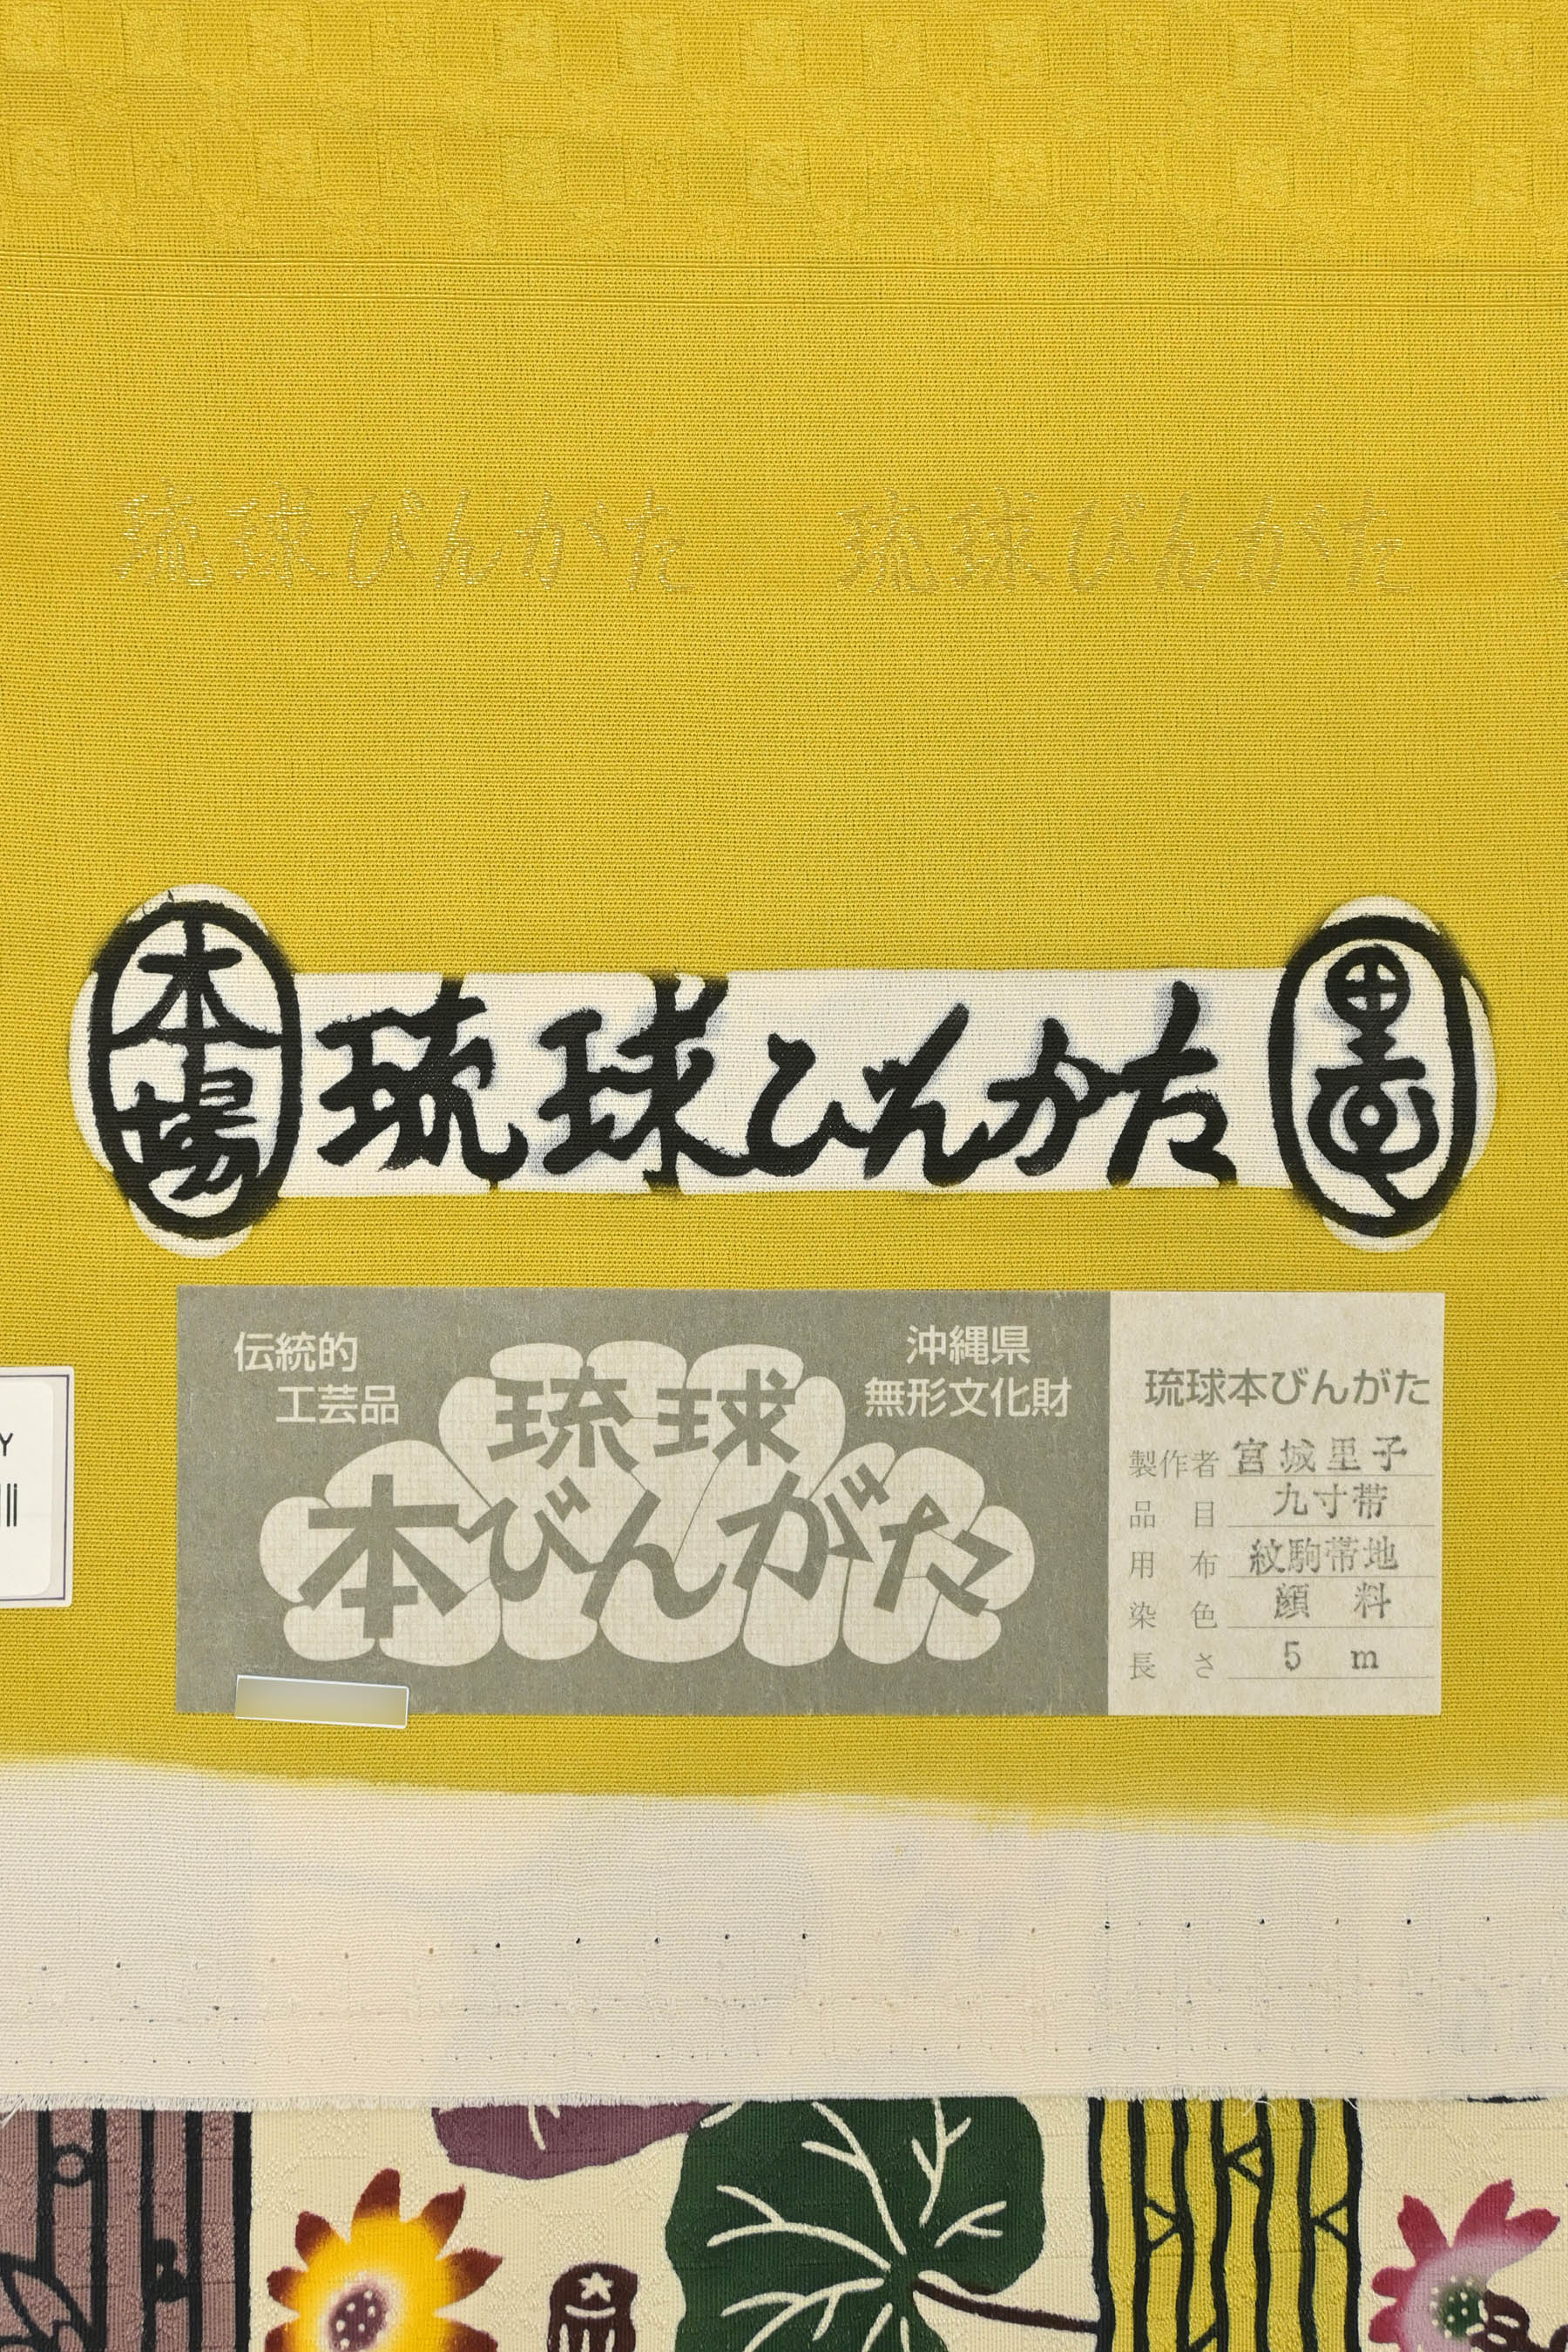 琉球びんがた 琉球びんがた
本場 琉球びんがた 里子
伝統的
工芸品
沖縄県
無形文化財
琉球
本びんがた
琉球本びんがた
製作者 宮城里子
品目 九寸帯
用布 紋駒帯地
染色 顔料
長さ 5 m
Y